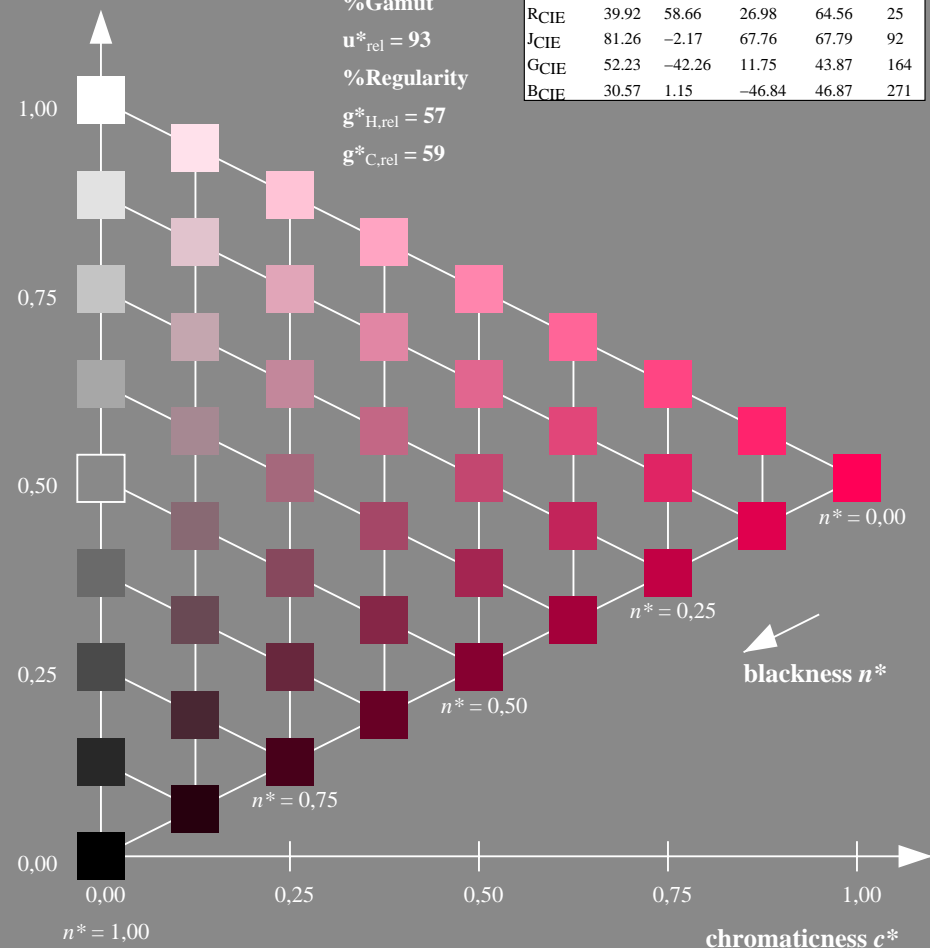 %Gamut
u*rel = 93
%Regularity
g*H,rel = 57
g*C,rel = 59
RCIE 39.92 58.66 26.98 64.56 25
JCIE 81.26 −2.17 67.76 67.79 92
GCIE 52.23 −42.26 11.75 43.87 164
BCIE 30.57 1.15 −46.84 46.87 271
1,00
0,75
0,50
0,25
0,00
n* = 0,00
n* = 0,25
blackness n*
n* = 0,50
n* = 0,75
0,00 0,25 0,50 0,75 1,00
n* = 1,00
chromaticness c*